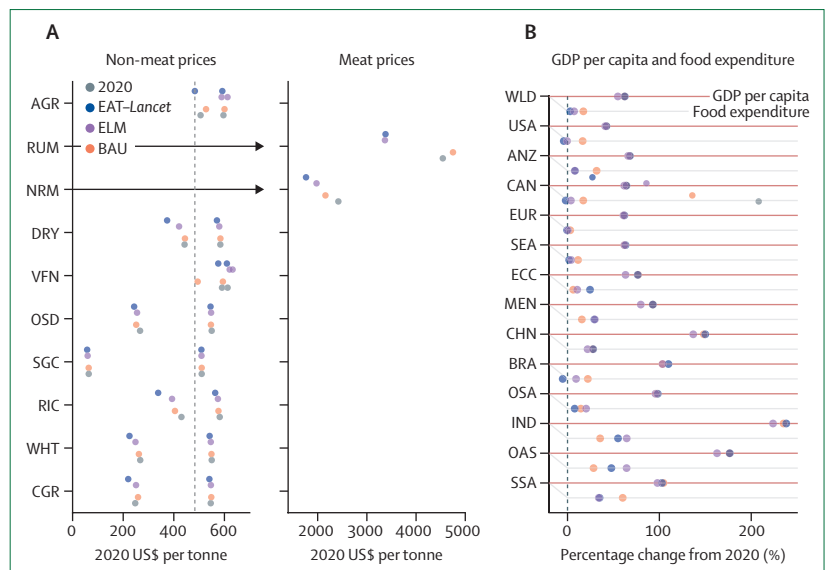 A
B
Non-meat prices
Meat prices
GDP per capita and food expenditure
2020
EAT–Lancet
ELM
BAU
AGR
RUM
NRM
DRY
VFN
OSD
SGC
RIC
WHT
CGR
0
200
400
600
2020 US$ per tonne
2000
3000
4000
5000
2020 US$ per tonne
GDP per capita
Food expenditure
WLD
USA
ANZ
CAN
EUR
SEA
ECC
MEN
CHN
BRA
OSA
IND
OAS
SSA
0
100
200
Percentage change from 2020 (%)